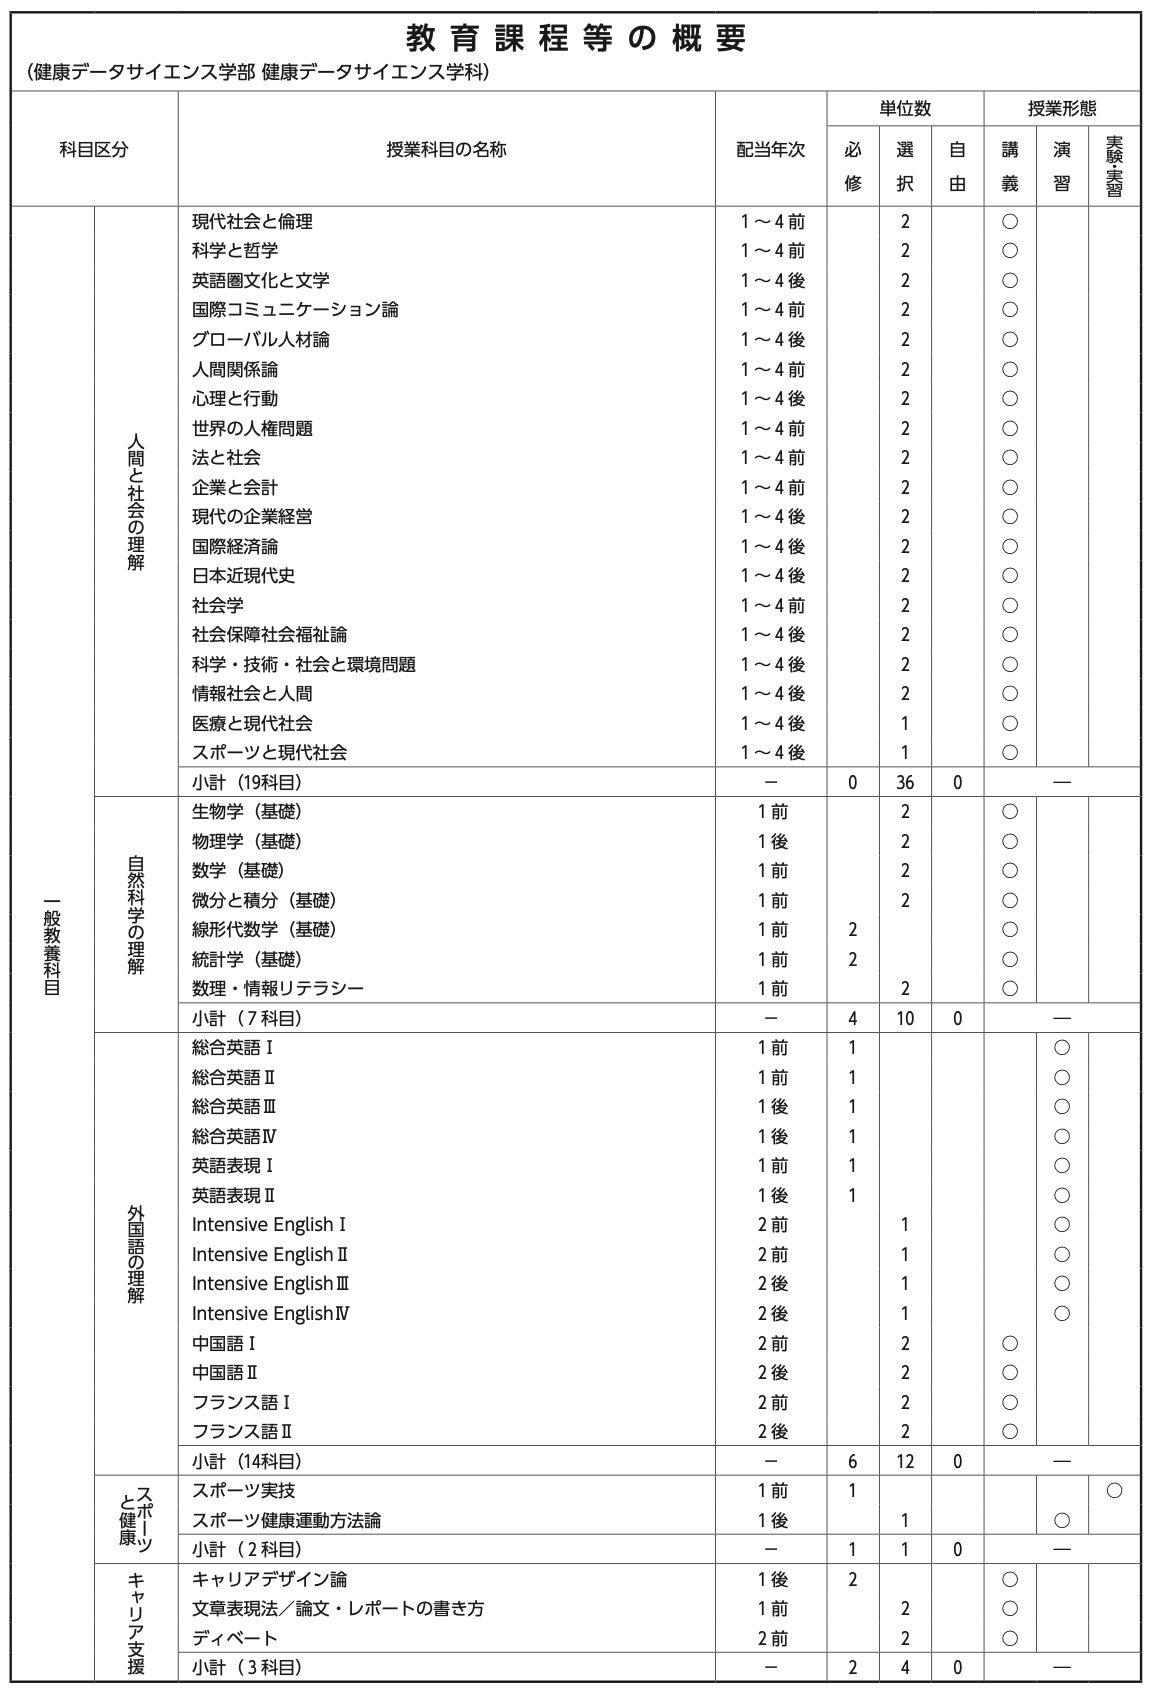 教育課程等の概要
（健康データサイエンス学部 健康データサイエンス学科）
科目区分 授業科目の名称 配当年次 単位数 授業形態
必修 選択 自由 講義 演習 実験・実習
一般教養科目
人間と社会の理解
現代社会と倫理 1～4前 2 ○
科学と哲学 1～4前 2 ○
英語圏文化と文学 1～4後 2 ○
国際コミュニケーション論 1～4前 2 ○
グローバル人材論 1～4後 2 ○
人間関係論 1～4前 2 ○
心理と行動 1～4後 2 ○
世界の人権問題 1～4前 2 ○
法と社会 1～4前 2 ○
企業と会計 1～4前 2 ○
現代の企業経営 1～4後 2 ○
国際経済論 1～4後 2 ○
日本近現代史 1～4後 2 ○
社会学 1～4前 2 ○
社会保障社会福祉論 1～4後 2 ○
科学・技術・社会と環境問題 1～4後 2 ○
情報社会と人間 1～4後 2 ○
医療と現代社会 1～4後 1 ○
スポーツと現代社会 1～4後 1 ○
小計（19科目） － 0 36 0 ―
自然科学の理解
生物学（基礎） 1前 2 ○
物理学（基礎） 1後 2 ○
数学（基礎） 1前 2 ○
微分と積分（基礎） 1前 2 ○
線形代数学（基礎） 1前 2 ○
統計学（基礎） 1前 2 ○
数理・情報リテラシー 1前 2 ○
小計（7科目） － 4 10 0 ―
外国語の理解
総合英語Ⅰ 1前 1 ○
総合英語Ⅱ 1前 1 ○
総合英語Ⅲ 1後 1 ○
総合英語Ⅳ 1後 1 ○
英語表現Ⅰ 1前 1 ○
英語表現Ⅱ 1後 1 ○
Intensive EnglishⅠ 2前 1 ○
Intensive EnglishⅡ 2前 1 ○
Intensive EnglishⅢ 2後 1 ○
Intensive EnglishⅣ 2後 1 ○
中国語Ⅰ 2前 2 ○
中国語Ⅱ 2後 2 ○
フランス語Ⅰ 2前 2 ○
フランス語Ⅱ 2後 2 ○
小計（14科目） － 6 12 0 ―
スポーツと健康
スポーツ実技 1前 1 ○
スポーツ健康運動方法論 1後 1 ○
小計（2科目） － 1 1 0 ―
キャリア支援
キャリアデザイン論 1後 2 ○
文章表現法／論文・レポートの書き方 1前 2 ○
ディベート 2前 2 ○
小計（3科目） － 2 4 0 ―